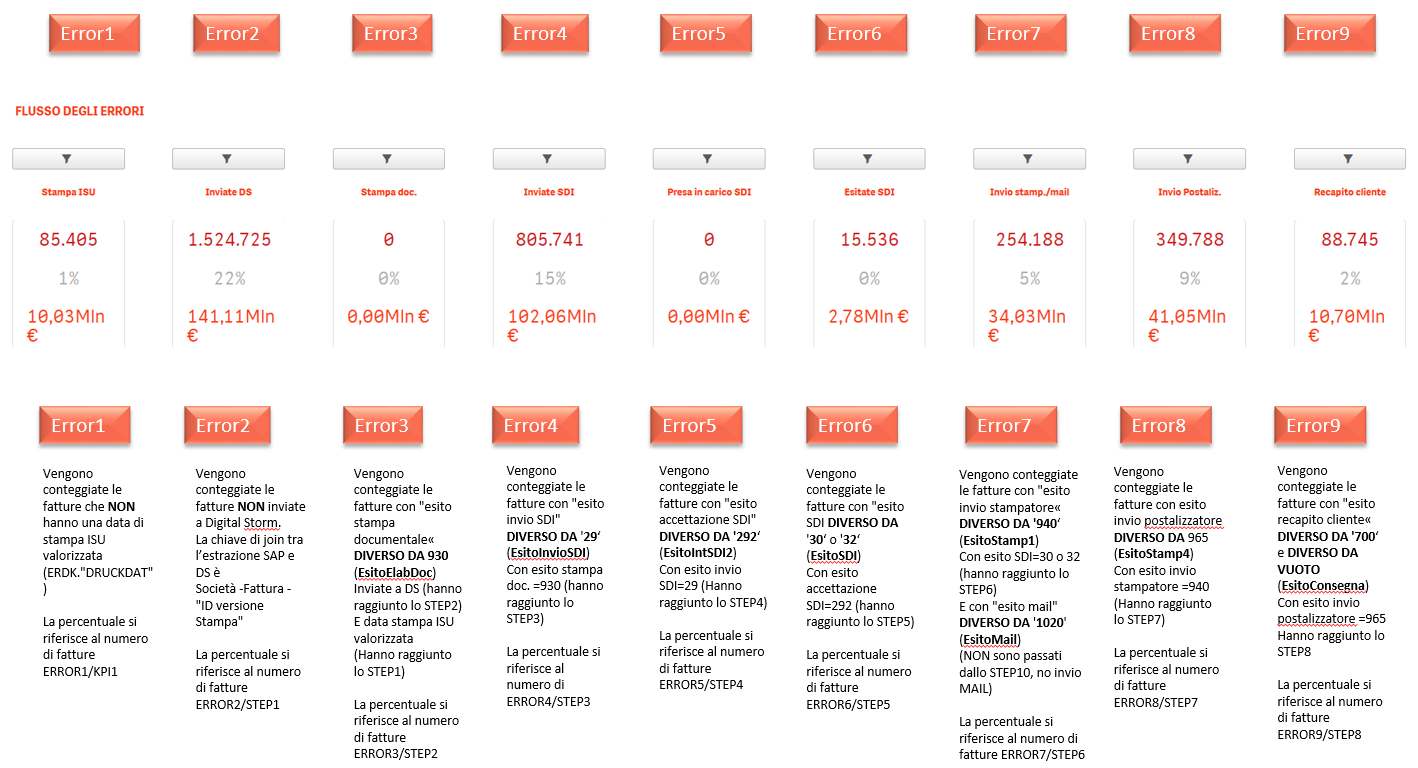 Error1
Error2
Error3
Error4
Error5
Error6
Error7
Error8
Error9
FLUSSO DEGLI ERRORI
Stampa ISU
Inviate DS
Stampa doc.
Inviate SDI
Presa in carico SDI
Esitate SDI
Invio stamp./mail
Invio Postaliz.
Recapito cliente
85.405
1.524.725
0
805.741
0
15.536
254.188
349.788
88.745
1%
22%
0%
15%
0%
0%
5%
9%
2%
10,03Mln
€
141,11Mln
€
0,00Mln €
102,06Mln
€
0,00Mln €
2,78Mln €
34,03Mln
€
41,05Mln
€
10,70Mln
€
Error1
Vengono
conteggiate le
fatture che NON
hanno una data di
stampa ISU
valorizzata
(ERDK."DRUCKDAT"
)
La percentuale si
riferisce al numero
di fatture
ERROR1/KPI1
Error2
Vengono
conteggiate le
fatture NON inviate
a Digital Storm.
La chiave di join tra
l’estrazione SAP e
DS è
Società -Fattura -
"ID versione
Stampa"
La percentuale si
riferisce al numero
di fatture
ERROR2/STEP1
Error3
Vengono
conteggiate le
fatture con "esito
stampa
documentale«
DIVERSO DA 930
(EsitoElabDoc)
Inviate a DS (hanno
raggiunto lo STEP2)
E data stampa ISU
valorizzata
(Hanno raggiunto
lo STEP1)
La percentuale si
riferisce al numero
di fatture
ERROR3/STEP2
Error4
Vengono
conteggiate le
fatture con "esito
invio SDI"
DIVERSO DA '29‘
(EsitoInvioSDI)
Con esito stampa
doc. =930 (hanno
raggiunto lo
STEP3)
La percentuale si
riferisce al
numero di
ERROR4/STEP3
Error5
Vengono
conteggiate le
fatture con "esito
accettazione SDI"
DIVERSO DA '292‘
(EsitoIntSDI2)
Con esito invio
SDI=29 (Hanno
raggiunto lo STEP4)
La percentuale si
riferisce al numero
di fatture
ERROR5/STEP4
Error6
Vengono
conteggiate le
fatture con "esito
SDI DIVERSO DA
'30‘ o '32‘
(EsitoSDI)
Con esito
accettazione
SDI=292 (hanno
raggiunto lo STEP5)
La percentuale si
riferisce al numero
di fatture
ERROR6/STEP5
Error7
Vengono conteggiate
le fatture con "esito
invio stampatore«
DIVERSO DA '940‘
(EsitoStamp1)
Con esito SDI=30 o 32
(hanno raggiunto lo
STEP6)
E con "esito mail"
DIVERSO DA '1020'
(EsitoMail)
(NON sono passati
dallo STEP10, no invio
MAIL)
La percentuale si
riferisce al numero di
fatture ERROR7/STEP6
Error8
Vengono
conteggiate le
fatture con esito
invio postalizzatore
DIVERSO DA 965
(EsitoStamp4)
Con esito invio
stampatore =940
(Hanno raggiunto
lo STEP7)
La percentuale si
riferisce al numero
di fatture
ERROR8/STEP7
Error9
Vengono
conteggiate le
fatture con "esito
recapito cliente«
DIVERSO DA '700‘
e DIVERSO DA
VUOTO
(EsitoConsegna)
Con esito invio
postalizzatore =965
Hanno raggiunto lo
STEP8
La percentuale si
riferisce al numero
di fatture
ERROR9/STEP8